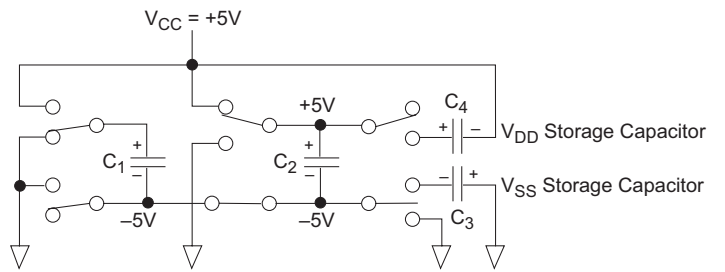 V_CC = +5V
+5V
C_4
+
+
+ −
V_DD Storage Capacitor
C_1
C_2
− +
V_SS Storage Capacitor
−
−
−5V
−5V
C_3